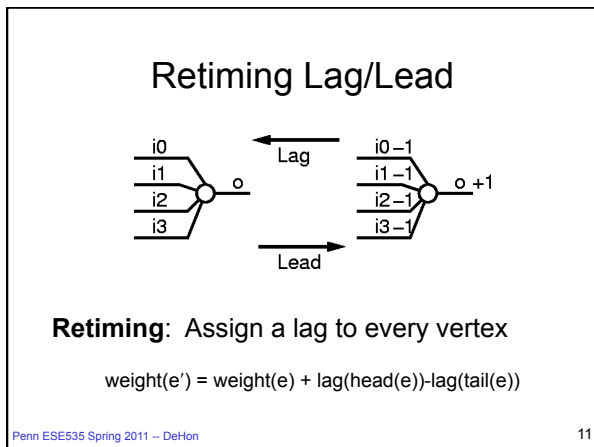 Retiming Lag/Lead
i0
i1
i2
i3
o
Lag
Lead
i0−1
i1−1
i2−1
i3−1
o +1
Retiming: Assign a lag to every vertex
weight(e′) = weight(e) + lag(head(e))-lag(tail(e))
Penn ESE535 Spring 2011 -- DeHon
11